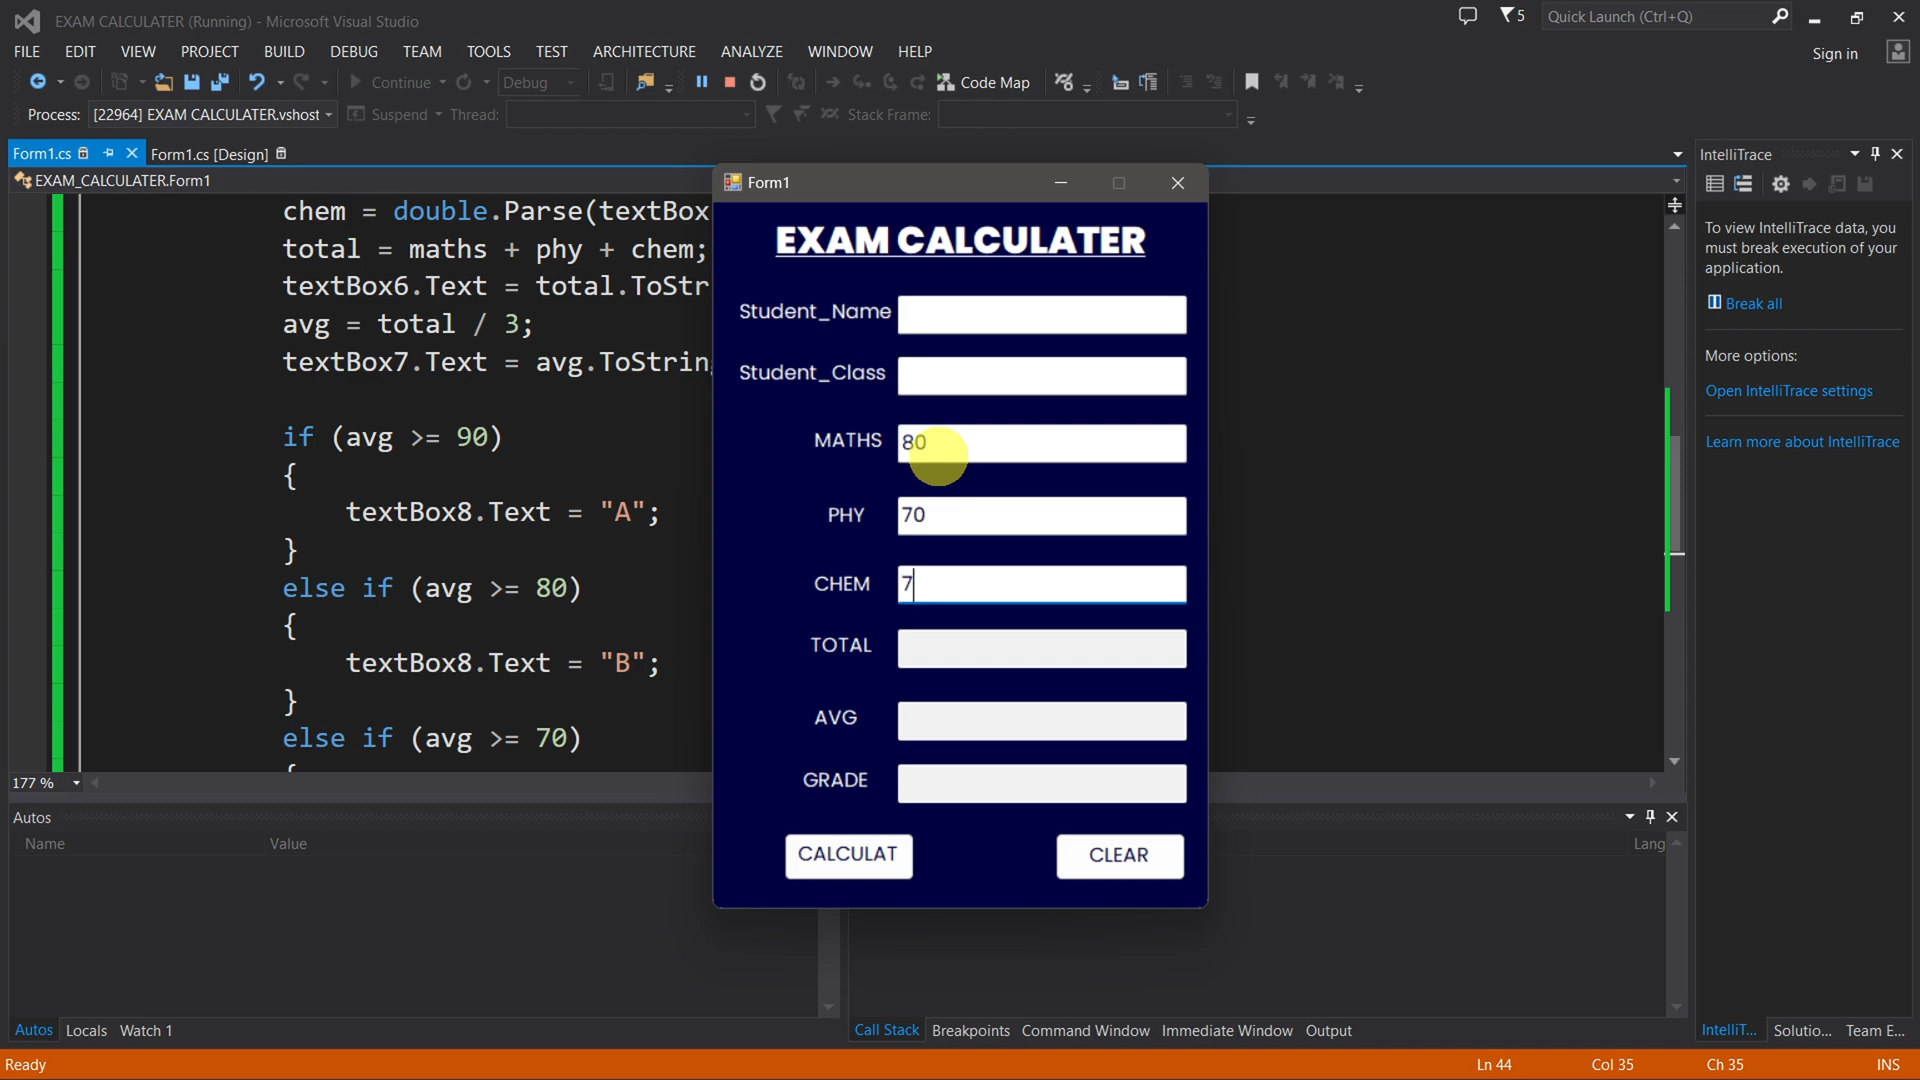 EXAM CALCULATER (Running) - Microsoft Visual Studio
5
Quick Launch (Ctrl+Q)
FILE EDIT VIEW PROJECT BUILD DEBUG TEAM TOOLS TEST ARCHITECTURE ANALYZE WINDOW HELP
Sign in
Continue Debug Code Map
Process: [22964] EXAM CALCULATER.vshost Suspend Thread: Stack Frame:
Form1.cs Form1.cs [Design]
EXAM_CALCULATER.Form1
chem = double.Parse(textBox
total = maths + phy + chem;
textBox6.Text = total.ToStr
avg = total / 3;
textBox7.Text = avg.ToString
if (avg >= 90)
{
textBox8.Text = "A";
}
else if (avg >= 80)
{
textBox8.Text = "B";
}
else if (avg >= 70)
{
177 %
Form1
EXAM CALCULATER
Student_Name
Student_Class
MATHS 80
PHY 70
CHEM 7
TOTAL
AVG
GRADE
CALCULAT CLEAR
IntelliTrace
To view IntelliTrace data, you
must break execution of your
application.
Break all
More options:
Open IntelliTrace settings
Learn more about IntelliTrace
Autos
Name Value
Lang
Autos Locals Watch 1
Call Stack Breakpoints Command Window Immediate Window Output
IntelliT... Solutio... Team E...
Ready
Ln 44 Col 35 Ch 35 INS